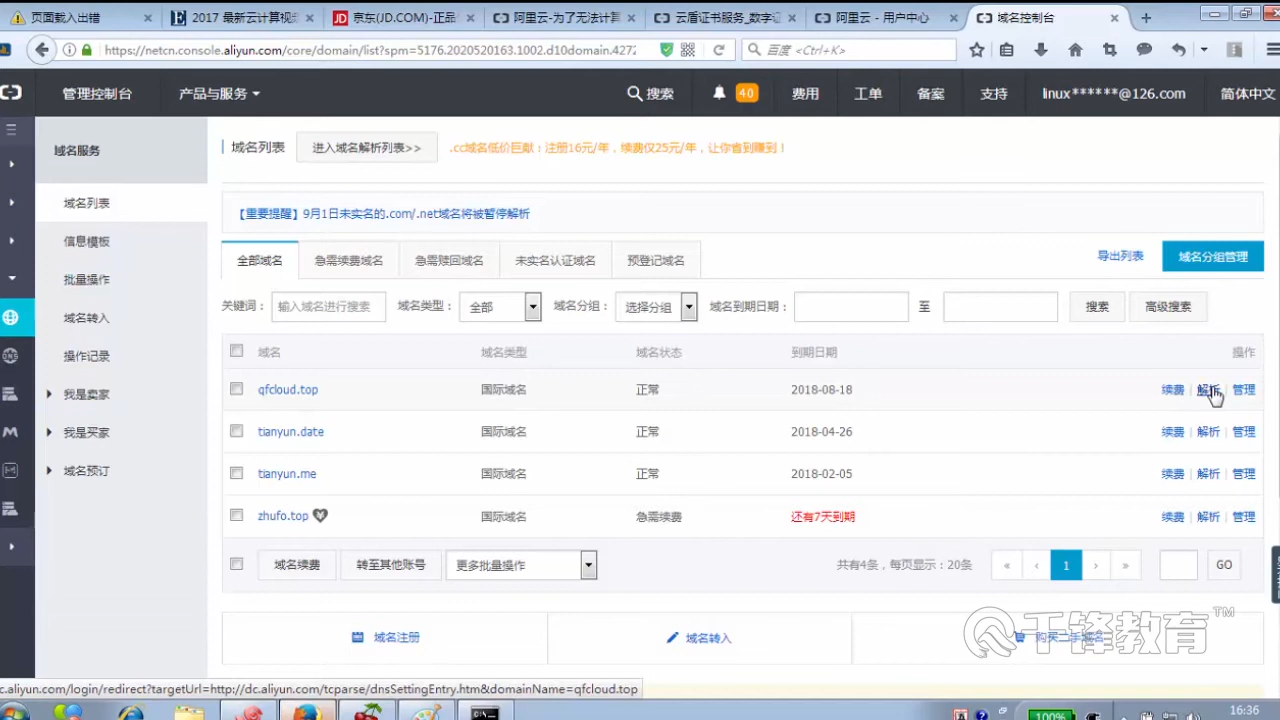 页面载入出错
2017 最新云计算视
京东(JD.COM)-正品
阿里云-为了无法计算
云盾证书服务_数字证
阿里云 - 用户中心
域名控制台
https://netcn.console.aliyun.com/core/domain/list?spm=5176.2020520163.1002.d10domain.4272
百度 <Ctrl+K>
管理控制台
产品与服务
搜索
40
费用
工单
备案
支持
linux******@126.com
简体中文
域名服务
域名列表
信息模板
批量操作
域名转入
操作记录
我是卖家
我是买家
域名预订
域名列表
进入域名解析列表>>
.cc域名低价巨献：注册16元/年，续费仅25元/年，让你省到赚到！
【重要提醒】9月1日未实名的.com/.net域名将被暂停解析
全部域名 急需续费域名 急需赎回域名 未实名认证域名 预登记域名
导出列表
域名分组管理
关键词： 输入域名进行搜索 域名类型： 全部 域名分组： 选择分组 域名到期日期： 至 搜索 高级搜索
域名 域名类型 域名状态 到期日期 操作
qfcloud.top 国际域名 正常 2018-08-18 续费 | 解析 | 管理
tianyun.date 国际域名 正常 2018-04-26 续费 | 解析 | 管理
tianyun.me 国际域名 正常 2018-02-05 续费 | 解析 | 管理
zhufo.top 国际域名 急需续费 还有7天到期 续费 | 解析 | 管理
域名续费 转至其他账号 更多批量操作 共有4条，每页显示：20条 « ‹ 1 › » GO
域名注册 域名转入 购买二手域名
千锋教育™
c.aliyun.com/login/redirect?targetUrl=http://dc.aliyun.com/tcparse/dnsSettingEntry.htm&domainName=qfcloud.top
100%
16:36